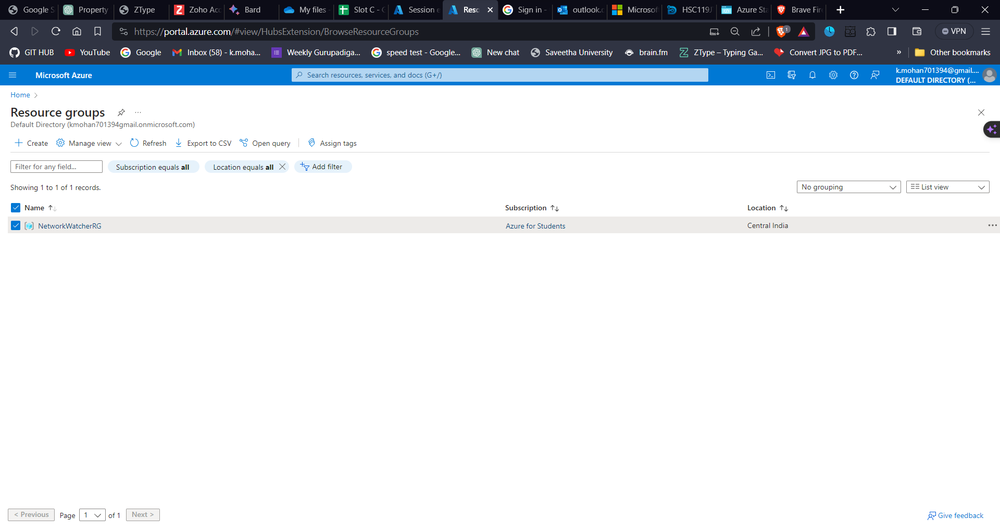 Google S
Property
ZType
Zoho Acc
Bard
My files -
Slot C - C
Session e
Reso
Sign in -
outlook.c
Microsof
HSC119J
Azure Sta
Brave Fir
https://portal.azure.com/#view/HubsExtension/BrowseResourceGroups
1
VPN
GIT HUB
YouTube
Google
Inbox (58) - k.moha...
Weekly Gurupadiga...
speed test - Google...
New chat
Saveetha University
brain.fm
ZType – Typing Ga...
Convert JPG to PDF...
»
Other bookmarks
Microsoft Azure
Search resources, services, and docs (G+/)
k.mohan701394@gmail....
DEFAULT DIRECTORY (...
Home >
Resource groups ...
Default Directory (kmohan701394gmail.onmicrosoft.com)
+ Create
Manage view
Refresh
Export to CSV
Open query
Assign tags
Filter for any field...
Subscription equals all
Location equals all
Add filter
Showing 1 to 1 of 1 records.
No grouping
List view
Name
Subscription
Location
NetworkWatcherRG
Azure for Students
Central India
...
< Previous
Page 1 of 1
Next >
Give feedback